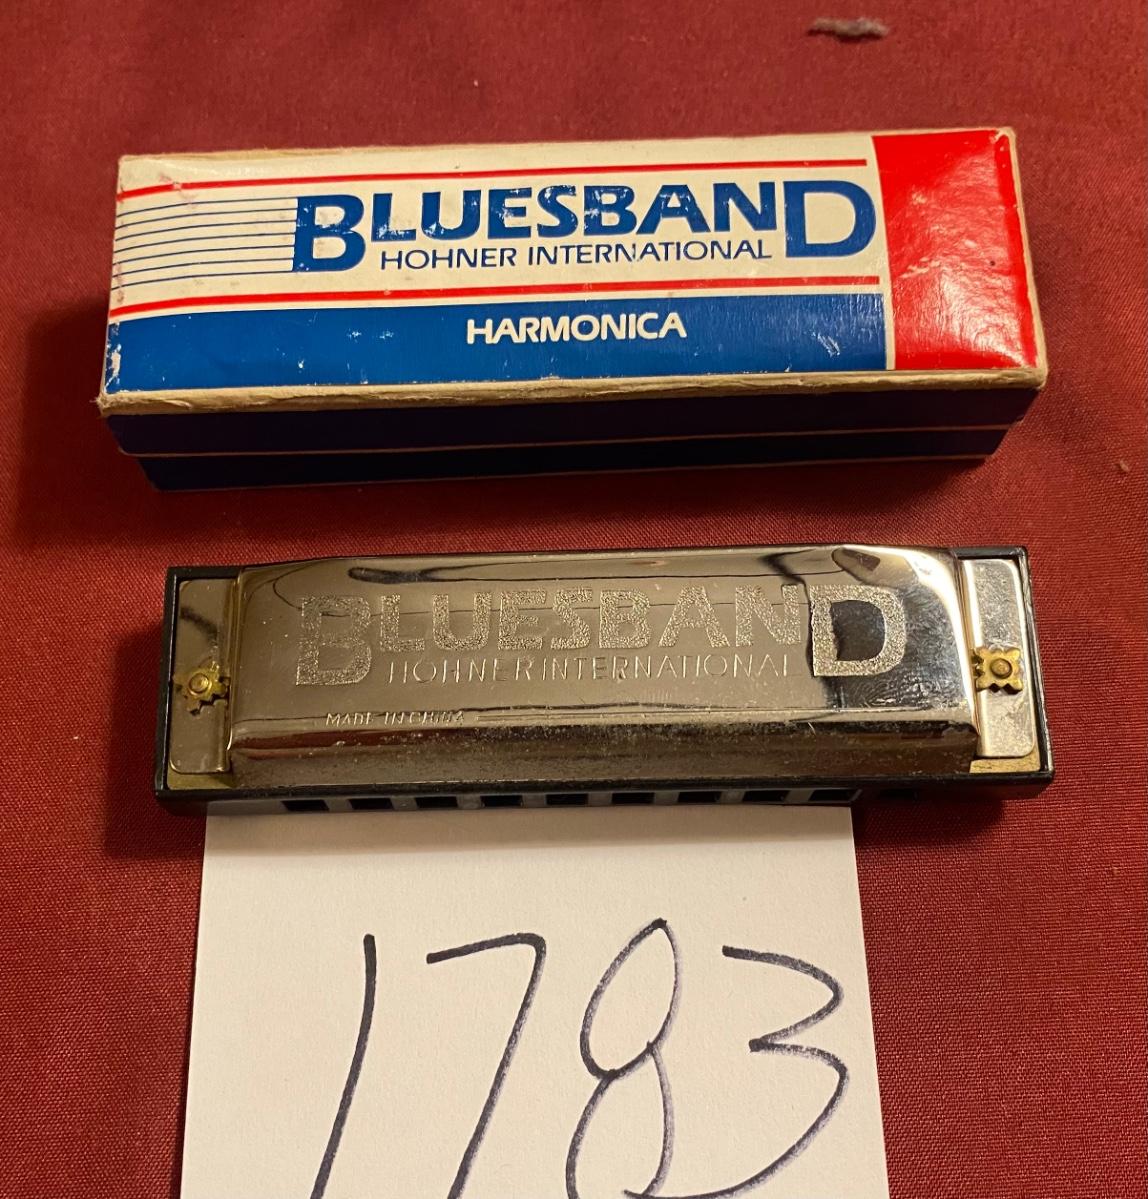 BLUESBAND
HOHNER INTERNATIONAL
HARMONICA
BLUESBAND
HOHNER INTERNATIONAL
MADE IN CHINA
1783